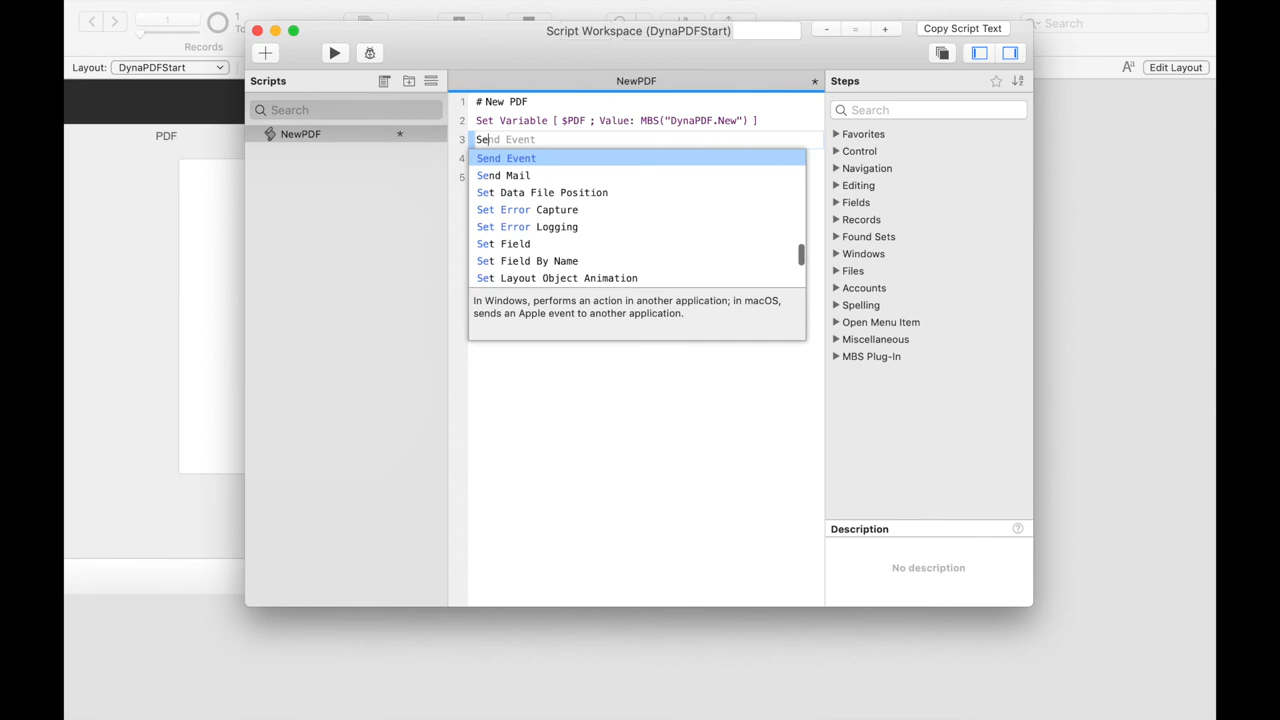 1
1
Records
Search
Layout: DynaPDFStart
Edit Layout
PDF
Script Workspace (DynaPDFStart)
- = +
Copy Script Text
Scripts
Search
NewPDF *
NewPDF *
1 # New PDF
2 Set Variable [ $PDF ; Value: MBS("DynaPDF.New") ]
3 Send Event
4
5
Send Event
Send Mail
Set Data File Position
Set Error Capture
Set Error Logging
Set Field
Set Field By Name
Set Layout Object Animation
In Windows, performs an action in another application; in macOS,
sends an Apple event to another application.
Steps
Search
Favorites
Control
Navigation
Editing
Fields
Records
Found Sets
Windows
Files
Accounts
Spelling
Open Menu Item
Miscellaneous
MBS Plug-In
Description
No description